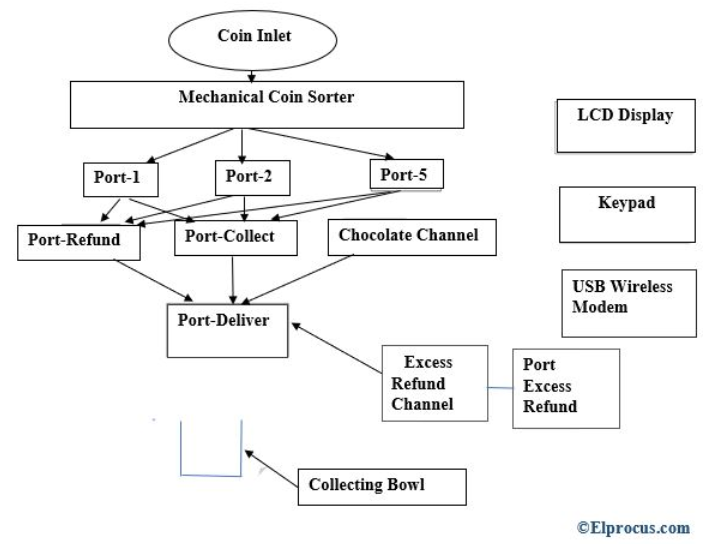 Coin Inlet
Mechanical Coin Sorter
LCD Display
Port-1
Port-2
Port-5
Keypad
Port-Refund
Port-Collect
Chocolate Channel
USB Wireless
Modem
Port-Deliver
Excess
Refund
Channel
Port
Excess
Refund
Collecting Bowl
©Elprocus.com